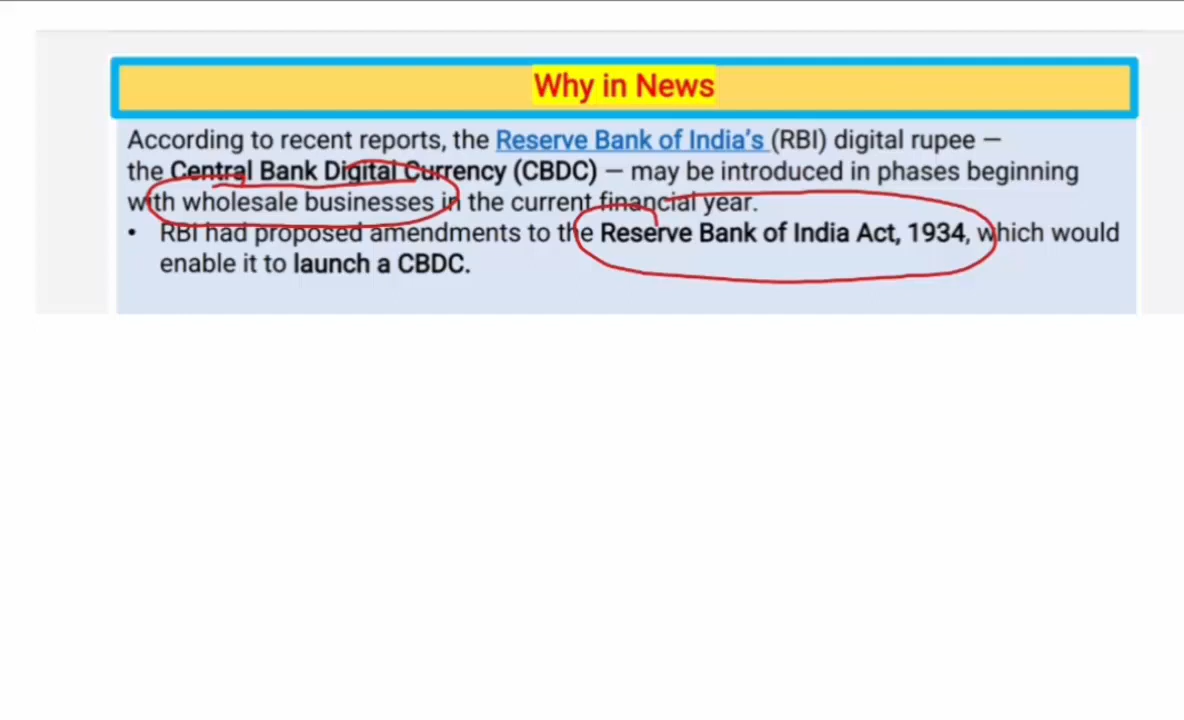 Why in News
According to recent reports, the Reserve Bank of India's (RBI) digital rupee —
the Central Bank Digital Currency (CBDC) — may be introduced in phases beginning
with wholesale businesses in the current financial year.
• RBI had proposed amendments to the Reserve Bank of India Act, 1934, which would
enable it to launch a CBDC.